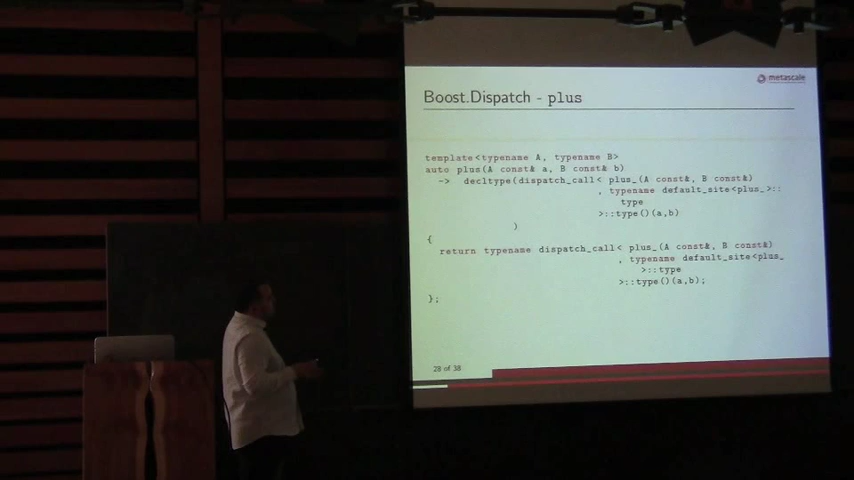 metascale
Boost.Dispatch - plus
template<typename A, typename B>
auto plus(A const& a, B const& b)
-> decltype(dispatch_call< plus_(A const&, B const&)
, typename default_site<plus_>::
type
>::type()(a,b)
)
{
return typename dispatch_call< plus_(A const&, B const&)
, typename default_site<plus_
>::type
>::type()(a,b);
};
28 of 38